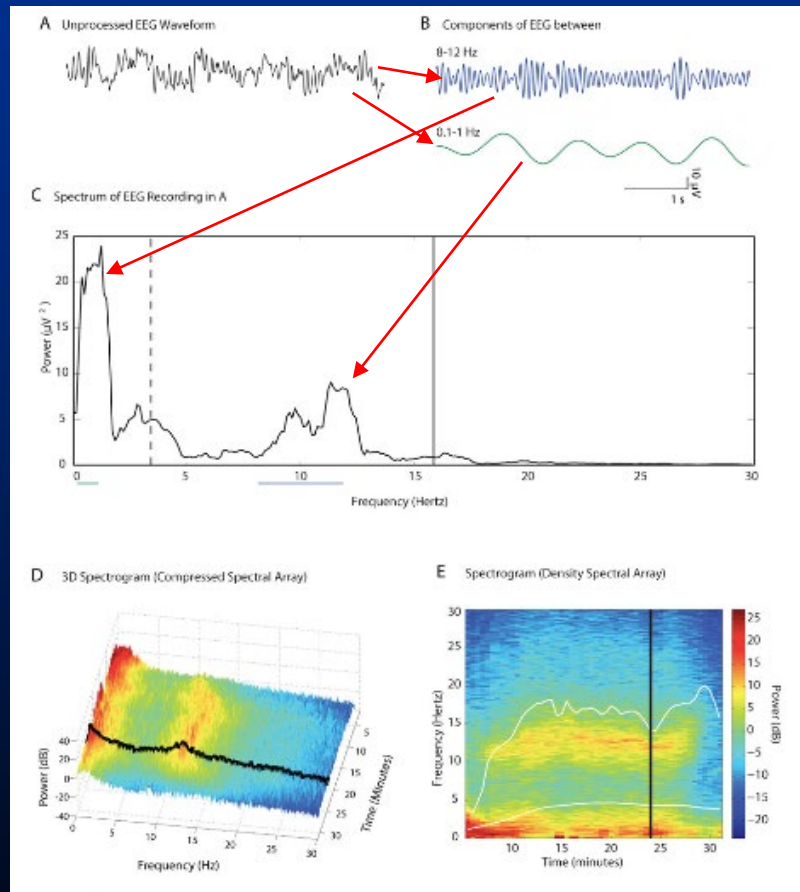 A Unprocessed EEG Waveform
B Components of EEG between
8-12 Hz
0.1-1 Hz
10 µV
1 s
C Spectrum of EEG Recording in A
25
20
15
10
5
0
Power (µV²)
0 5 10 15 20 25 30
Frequency (Hertz)
D 3D Spectrogram (Compressed Spectral Array)
40
20
0
-20
-40
Power (dB)
0 5 10 15 20 25 30
Frequency (Hz)
5
10
15
20
25
30
Time (Minutes)
E Spectrogram (Density Spectral Array)
30
25
20
15
10
5
0
Frequency (Hertz)
10 15 20 25 30
Time (minutes)
25
20
15
10
5
0
−5
−10
−15
−20
Power (dB)